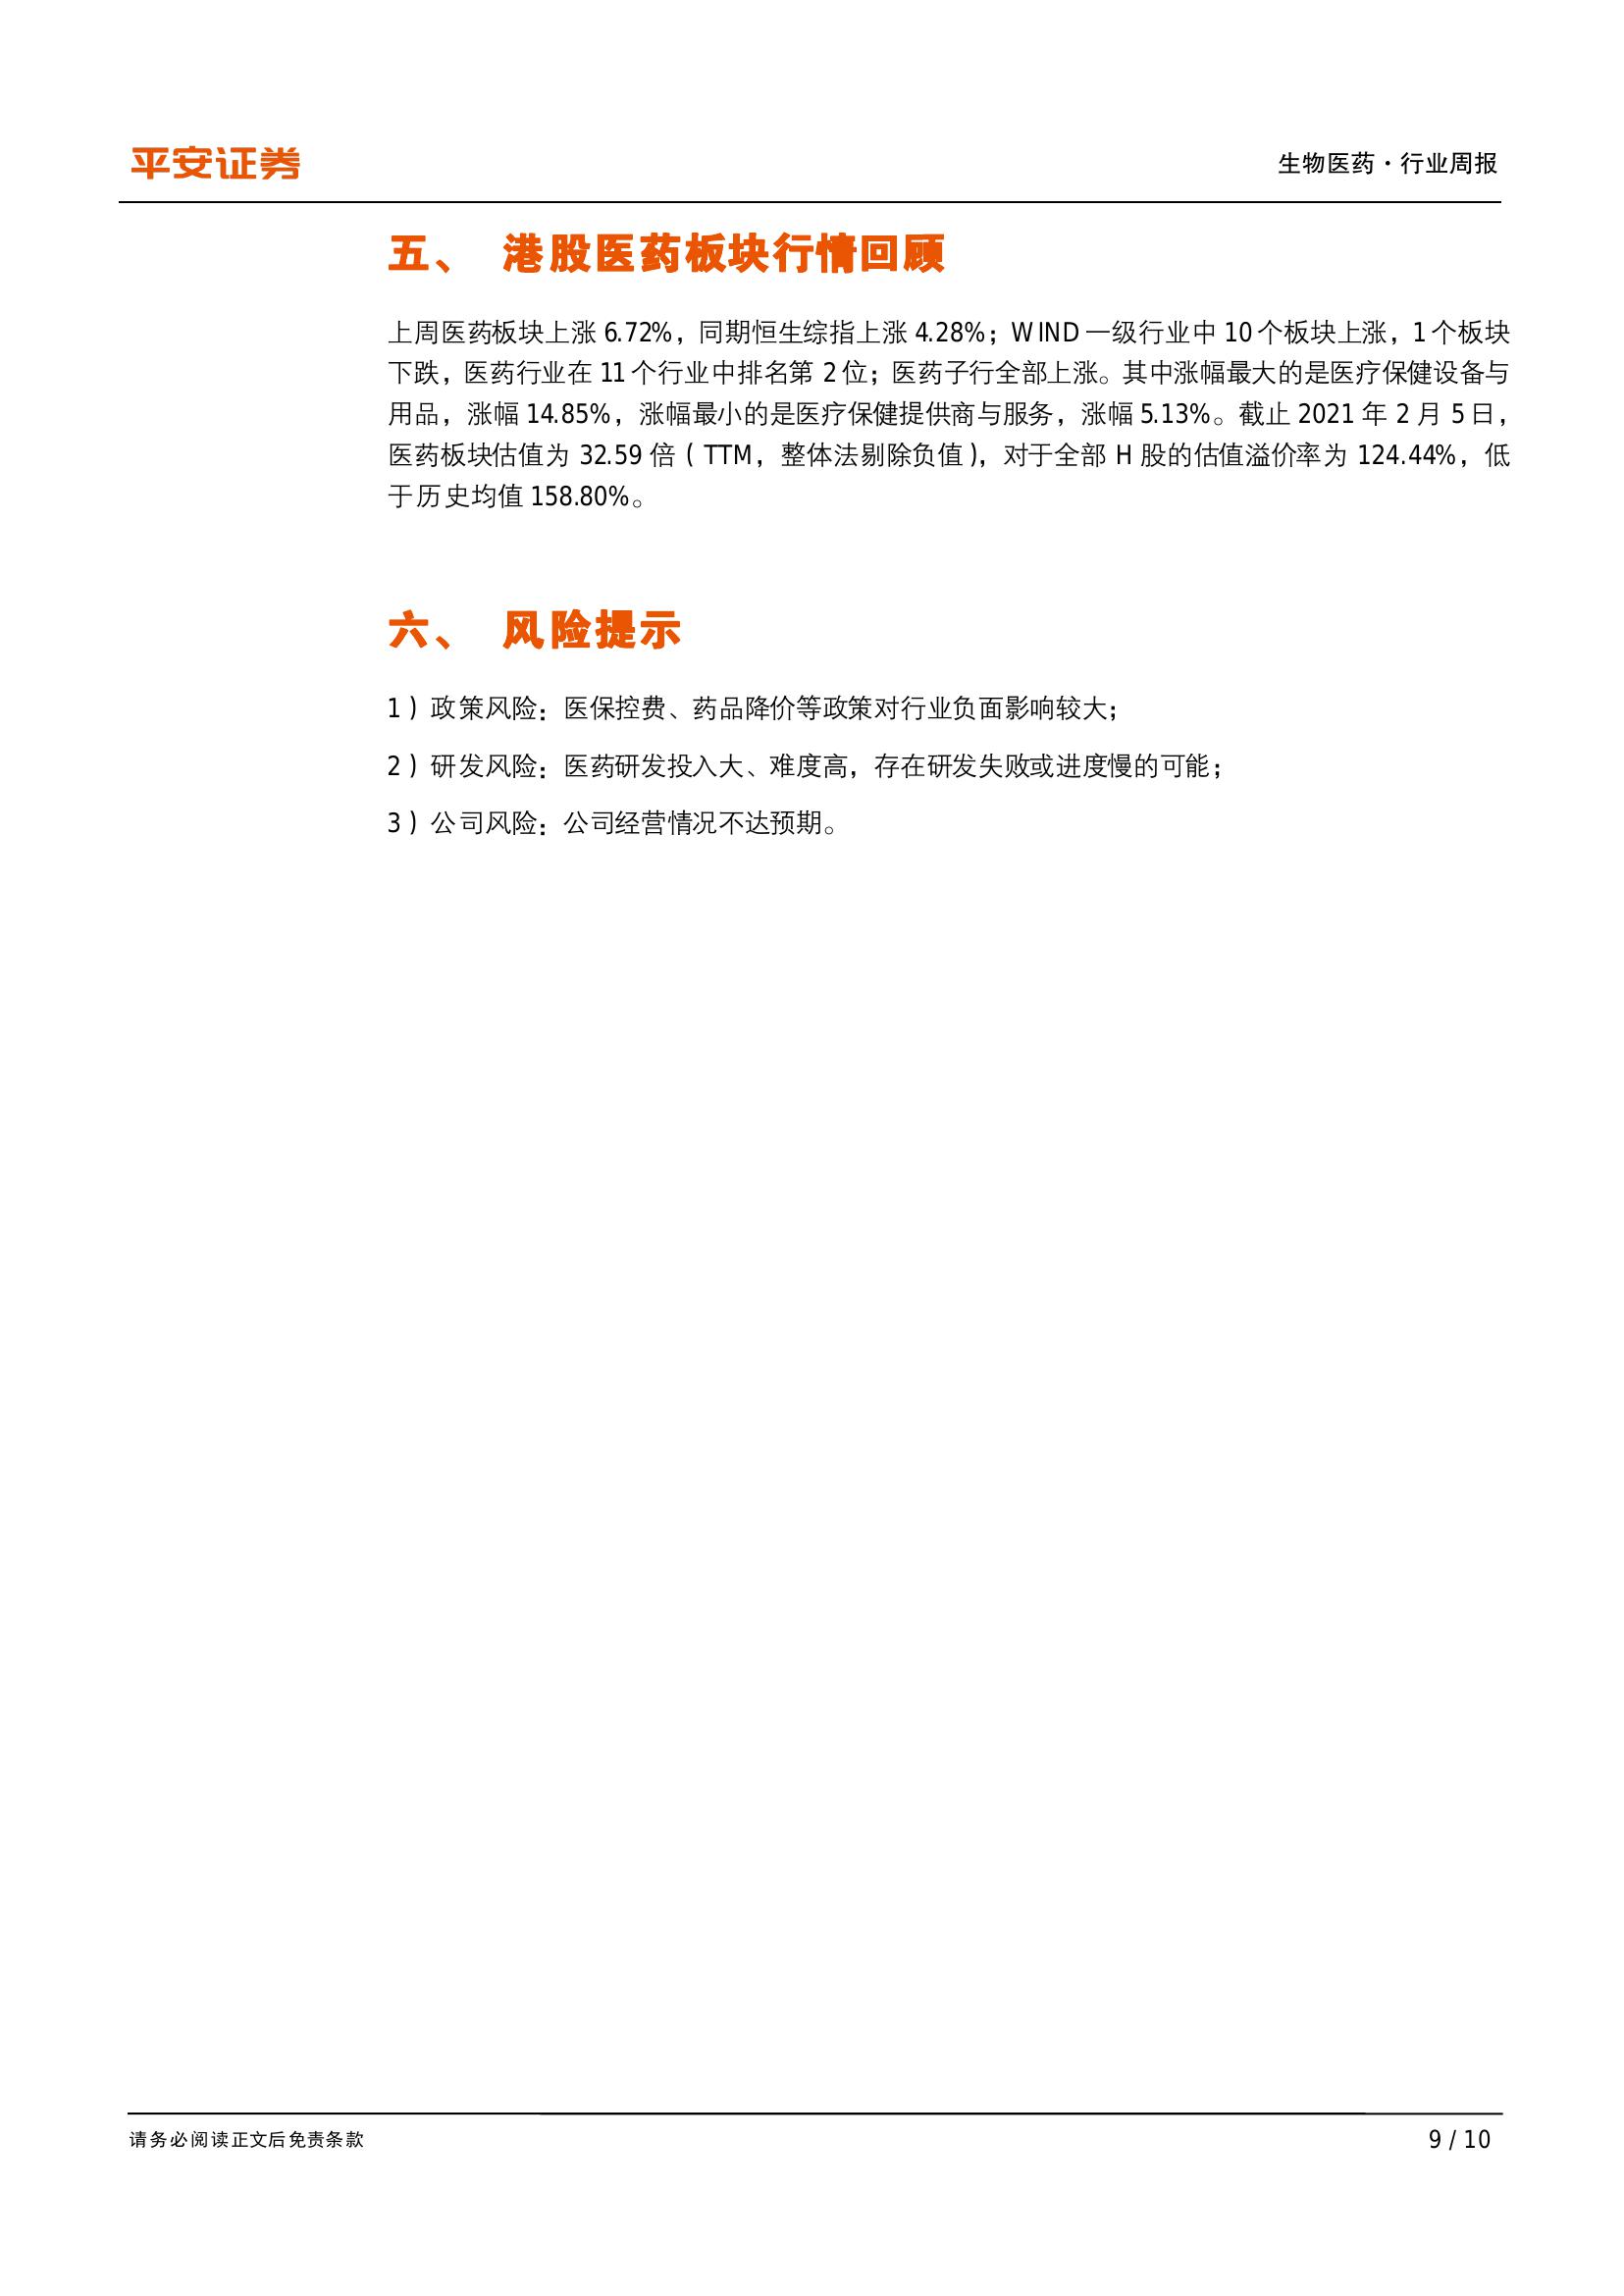 平安证券
生物医药·行业周报
五、 港股医药板块行情回顾
上周医药板块上涨 6.72%，同期恒生综指上涨 4.28%；WIND 一级行业中 10 个板块上涨，1 个板块
下跌，医药行业在 11 个行业中排名第 2 位；医药子行全部上涨。其中涨幅最大的是医疗保健设备与
用品，涨幅 14.85%，涨幅最小的是医疗保健提供商与服务，涨幅 5.13%。截止 2021 年 2 月 5 日，
医药板块估值为 32.59 倍（TTM，整体法剔除负值），对于全部 H 股的估值溢价率为 124.44%，低
于历史均值 158.80%。
六、 风险提示
1）政策风险：医保控费、药品降价等政策对行业负面影响较大；
2）研发风险：医药研发投入大、难度高，存在研发失败或进度慢的可能；
3）公司风险：公司经营情况不达预期。
请务必阅读正文后免责条款
9 / 10